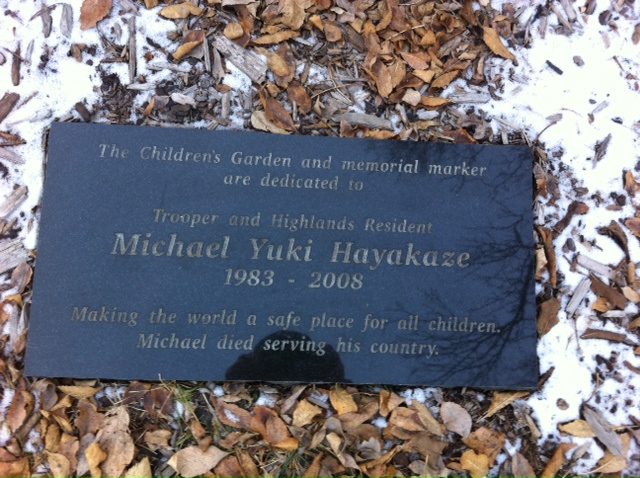 The Children's Garden and memorial marker
are dedicated to
Trooper and Highlands Resident
Michael Yuki Hayakaze
1983 - 2008
Making the world a safe place for all children.
Michael died serving his country.